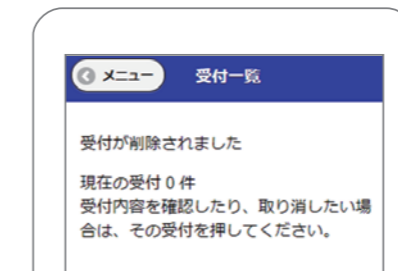 メニュー 受付一覧
受付が削除されました
現在の受付0件
受付内容を確認したり、取り消したい場
合は、その受付を押してください。